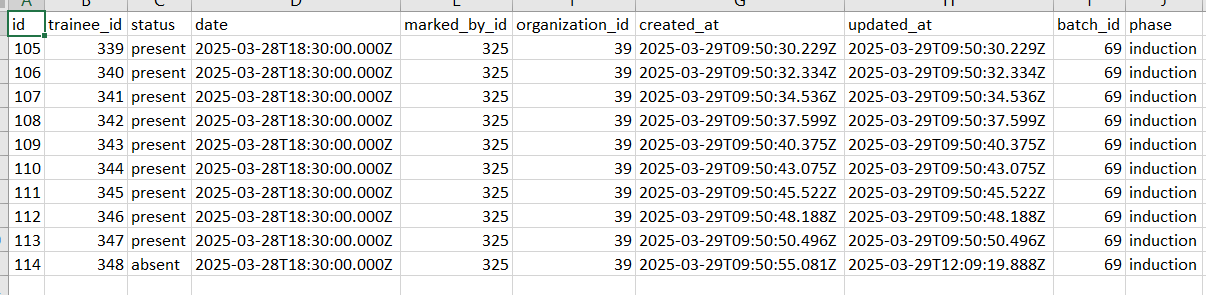 A B C D E F G H I J
id trainee_id status date marked_by_id organization_id created_at updated_at batch_id phase
105 339 present 2025-03-28T18:30:00.000Z 325 39 2025-03-29T09:50:30.229Z 2025-03-29T09:50:30.229Z 69 induction
106 340 present 2025-03-28T18:30:00.000Z 325 39 2025-03-29T09:50:32.334Z 2025-03-29T09:50:32.334Z 69 induction
107 341 present 2025-03-28T18:30:00.000Z 325 39 2025-03-29T09:50:34.536Z 2025-03-29T09:50:34.536Z 69 induction
108 342 present 2025-03-28T18:30:00.000Z 325 39 2025-03-29T09:50:37.599Z 2025-03-29T09:50:37.599Z 69 induction
109 343 present 2025-03-28T18:30:00.000Z 325 39 2025-03-29T09:50:40.375Z 2025-03-29T09:50:40.375Z 69 induction
110 344 present 2025-03-28T18:30:00.000Z 325 39 2025-03-29T09:50:43.075Z 2025-03-29T09:50:43.075Z 69 induction
111 345 present 2025-03-28T18:30:00.000Z 325 39 2025-03-29T09:50:45.522Z 2025-03-29T09:50:45.522Z 69 induction
112 346 present 2025-03-28T18:30:00.000Z 325 39 2025-03-29T09:50:48.188Z 2025-03-29T09:50:48.188Z 69 induction
113 347 present 2025-03-28T18:30:00.000Z 325 39 2025-03-29T09:50:50.496Z 2025-03-29T09:50:50.496Z 69 induction
114 348 absent 2025-03-28T18:30:00.000Z 325 39 2025-03-29T09:50:55.081Z 2025-03-29T12:09:19.888Z 69 induction